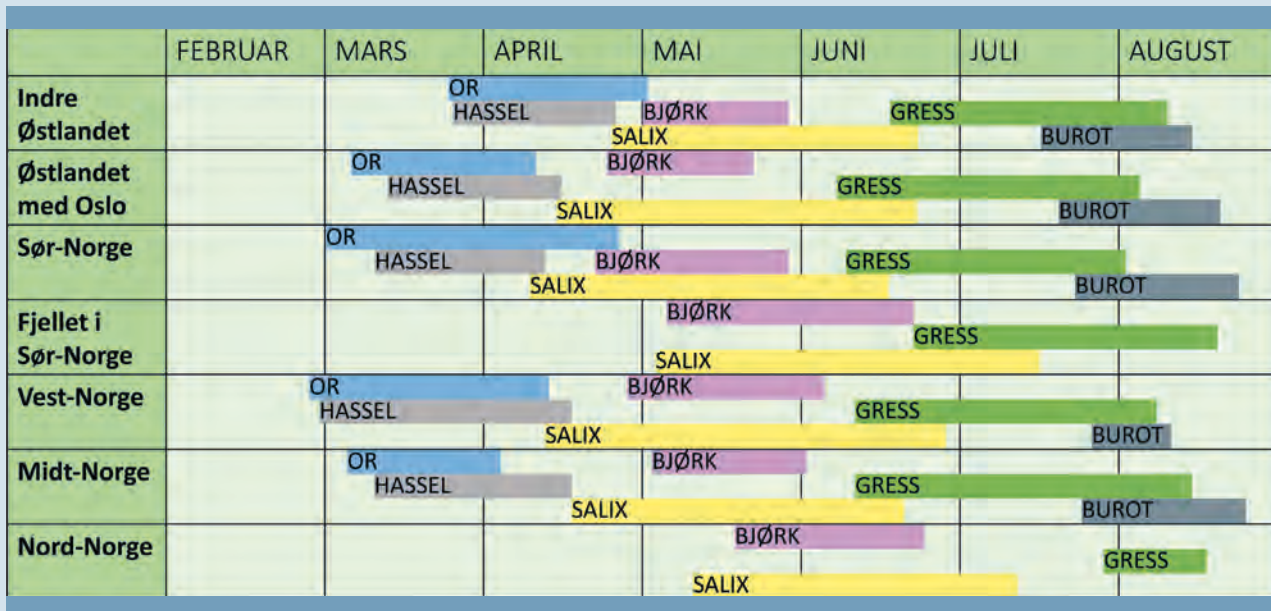 FEBRUAR MARS APRIL MAI JUNI JULI AUGUST
Indre
Østlandet
OR
HASSEL BJØRK GRESS
SALIX BUROT
Østlandet
med Oslo
OR BJØRK
HASSEL GRESS
SALIX BUROT
Sør-Norge
OR
HASSEL BJØRK GRESS
SALIX BUROT
Fjellet i
Sør-Norge
BJØRK
GRESS
SALIX
Vest-Norge
OR BJØRK
HASSEL GRESS
SALIX BUROT
Midt-Norge
OR BJØRK
HASSEL GRESS
SALIX BUROT
Nord-Norge
BJØRK
GRESS
SALIX